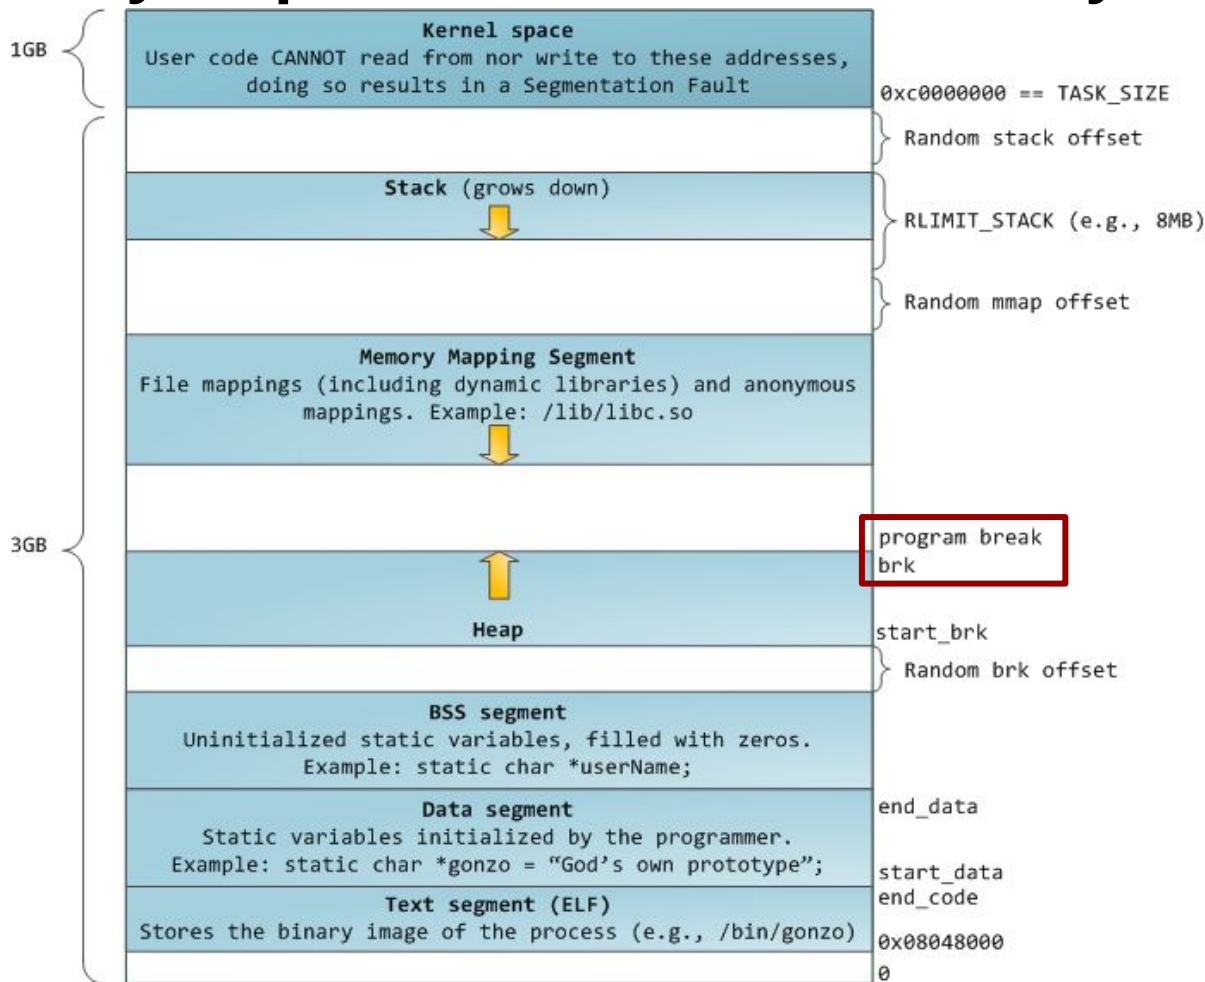 Kernel space
1GB
User code CANNOT read from nor write to these addresses,
doing so results in a Segmentation Fault
0xc0000000 == TASK_SIZE
Random stack offset
Stack (grows down)
RLIMIT_STACK (e.g., 8MB)
Random mmap offset
Memory Mapping Segment
File mappings (including dynamic libraries) and anonymous
mappings. Example: /lib/libc.so
3GB
program break
brk
Heap
start_brk
Random brk offset
BSS segment
Uninitialized static variables, filled with zeros.
Example: static char *userName;
Data segment
end_data
Static variables initialized by the programmer.
Example: static char *gonzo = “God’s own prototype”;
start_data
end_code
Text segment (ELF)
Stores the binary image of the process (e.g., /bin/gonzo)
0x08048000
0